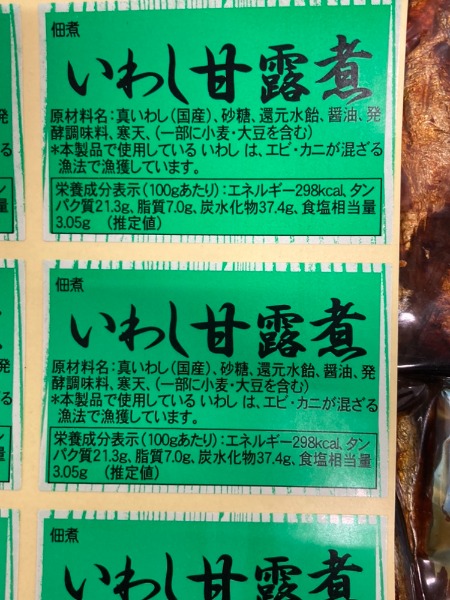 佃煮
いわし甘露煮
原材料名：真いわし（国産）、砂糖、還元水飴、醤油、発
酵調味料、寒天、（一部に小麦・大豆を含む）
＊本製品で使用している いわし は、エビ・カニが混ざる
漁法で漁獲しています。
栄養成分表示（100gあたり）：エネルギー298kcal、タン
パク質21.3g、脂質7.0g、炭水化物37.4g、食塩相当量
3.05g （推定値）
佃煮
いわし甘露煮
原材料名：真いわし（国産）、砂糖、還元水飴、醤油、発
酵調味料、寒天、（一部に小麦・大豆を含む）
＊本製品で使用している いわし は、エビ・カニが混ざる
漁法で漁獲しています。
栄養成分表示（100gあたり）：エネルギー298kcal、タン
パク質21.3g、脂質7.0g、炭水化物37.4g、食塩相当量
3.05g （推定値）
佃煮
いわし甘露煮